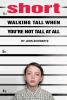 short
WALKING TALL WHEN
YOU'RE NOT TALL AT ALL
BY JOHN SCHWARTZ